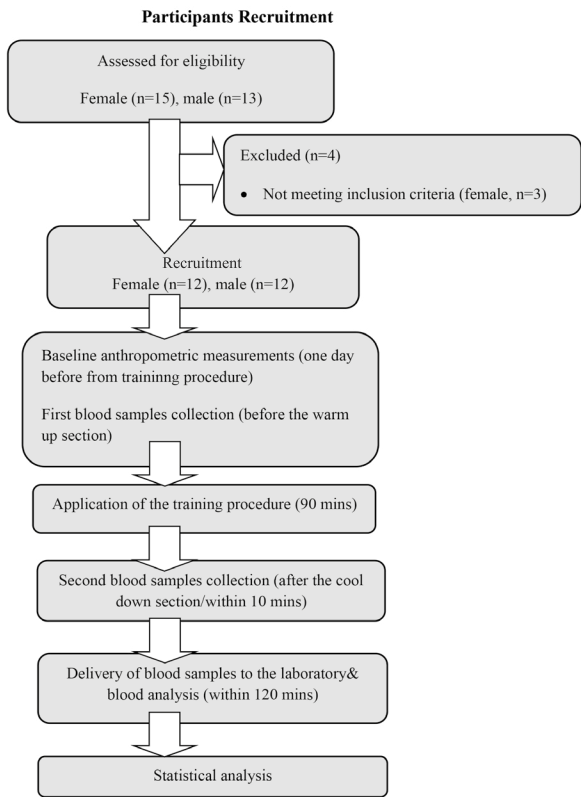 Participants Recruitment
Assessed for eligibility
Female (n=15), male (n=13)
Excluded (n=4)
• Not meeting inclusion criteria (female, n=3)
Recruitment
Female (n=12), male (n=12)
Baseline anthropometric measurements (one day
before from traininng procedure)
First blood samples collection (before the warm
up section)
Application of the training procedure (90 mins)
Second blood samples collection (after the cool
down section/within 10 mins)
Delivery of blood samples to the laboratory&
blood analysis (within 120 mins)
Statistical analysis